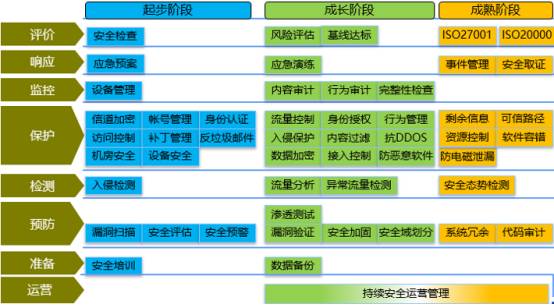 起步阶段 成长阶段 成熟阶段
评价 安全检查 风险评估 基线达标 ISO27001 ISO20000
响应 应急预案 应急演练 事件管理 安全取证
监控 设备管理 内容审计 行为审计 完整性检查
信道加密 帐号管理 身份认证 流量控制 身份授权 行为管理 剩余信息 可信路径
保护 访问控制 补丁管理 反垃圾邮件 入侵保护 内容过滤 抗DDOS 资源控制 软件容错
机房安全 设备安全 数据加密 接入控制 防恶意软件 防电磁泄漏
检测 入侵检测 流量分析 异常流量检测 安全态势检测
渗透测试
预防 漏洞扫描 安全评估 安全预警 漏洞验证 安全加固 安全域划分 系统冗余 代码审计
准备 安全培训 数据备份
运营 持续安全运营管理